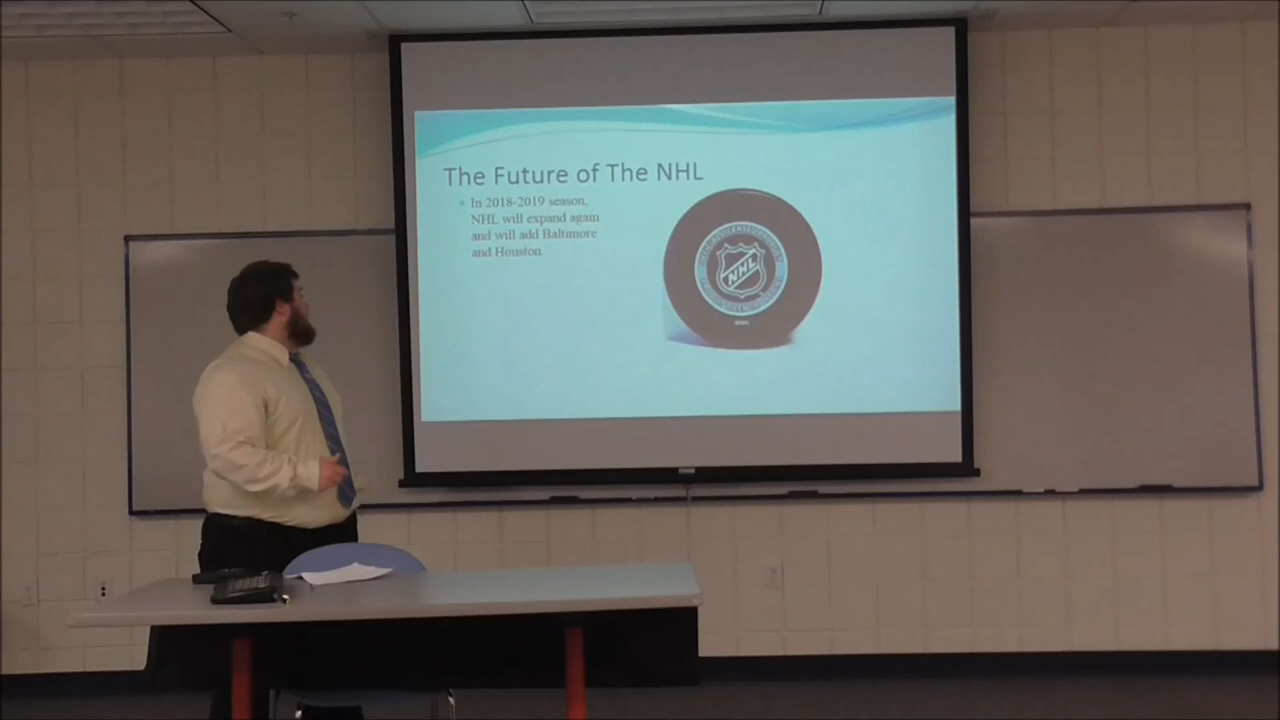 The Future of The NHL
In 2018-2019 season,
NHL will expand again
and will add Baltimore
and Houston.
NHL